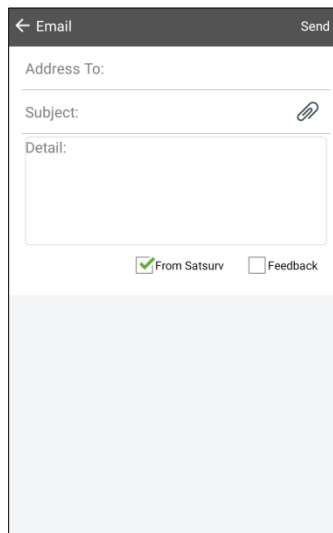 Email Send
Address To:
Subject:
Detail:
From Satsurv Feedback